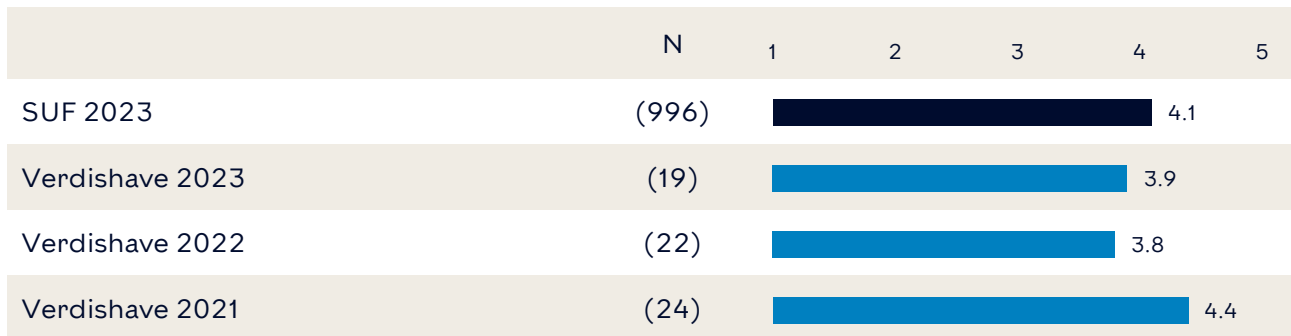 N 1 2 3 4 5
SUF 2023 (996) 4.1
Verdishave 2023 (19) 3.9
Verdishave 2022 (22) 3.8
Verdishave 2021 (24) 4.4